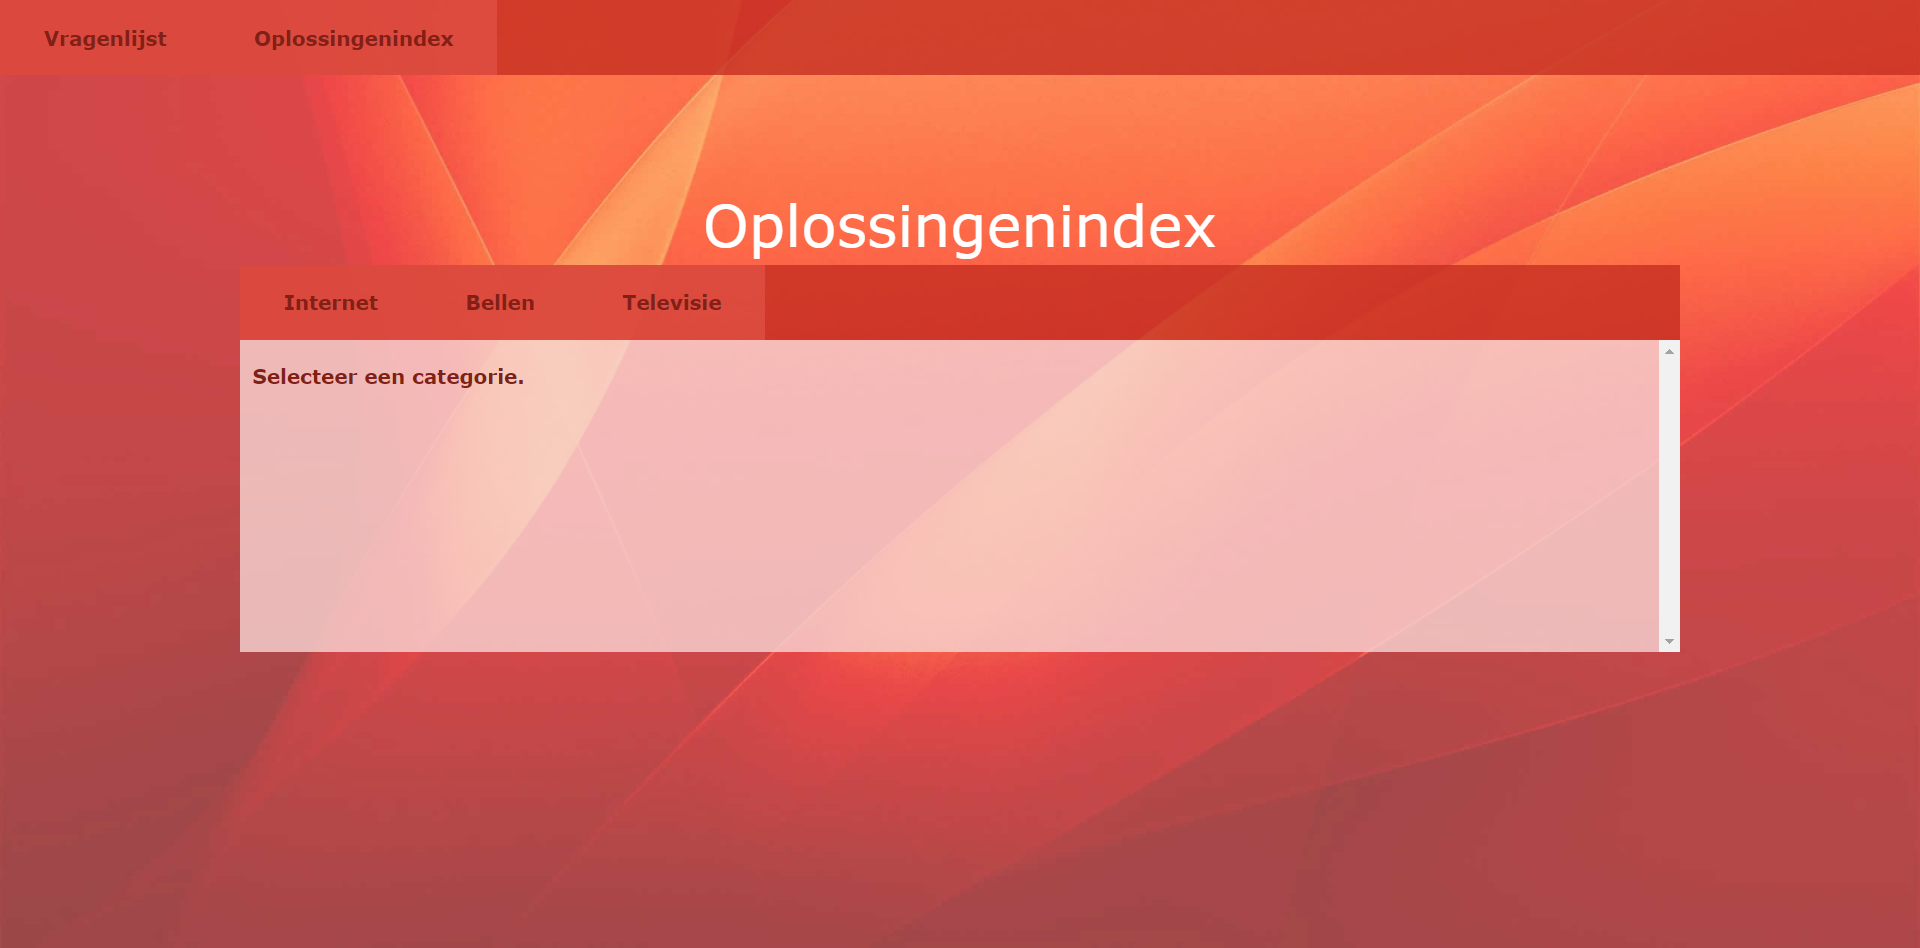 Vragenlijst Oplossingenindex
Oplossingenindex
Internet Bellen Televisie
Selecteer een categorie.